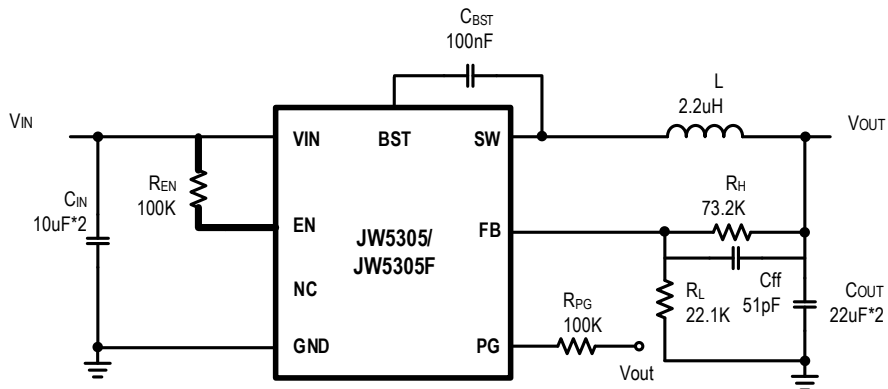 CBST
100nF
L
2.2uH
VIN
VOUT
VIN
BST
SW
RH
73.2K
CIN
10uF*2
REN
100K
EN
FB
JW5305/
JW5305F
Cff
51pF
NC
RL
22.1K
COUT
22uF*2
RPG
100K
GND
PG
Vout